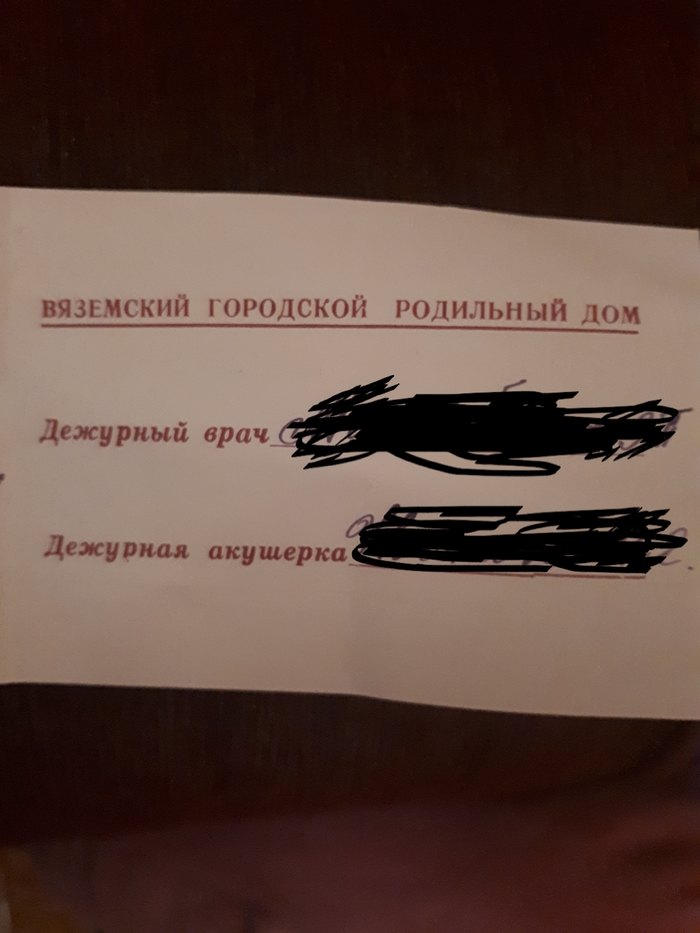 ВЯЗЕМСКИЙ ГОРОДСКОЙ РОДИЛЬНЫЙ ДОМ
Дежурный врач
Дежурная акушерка